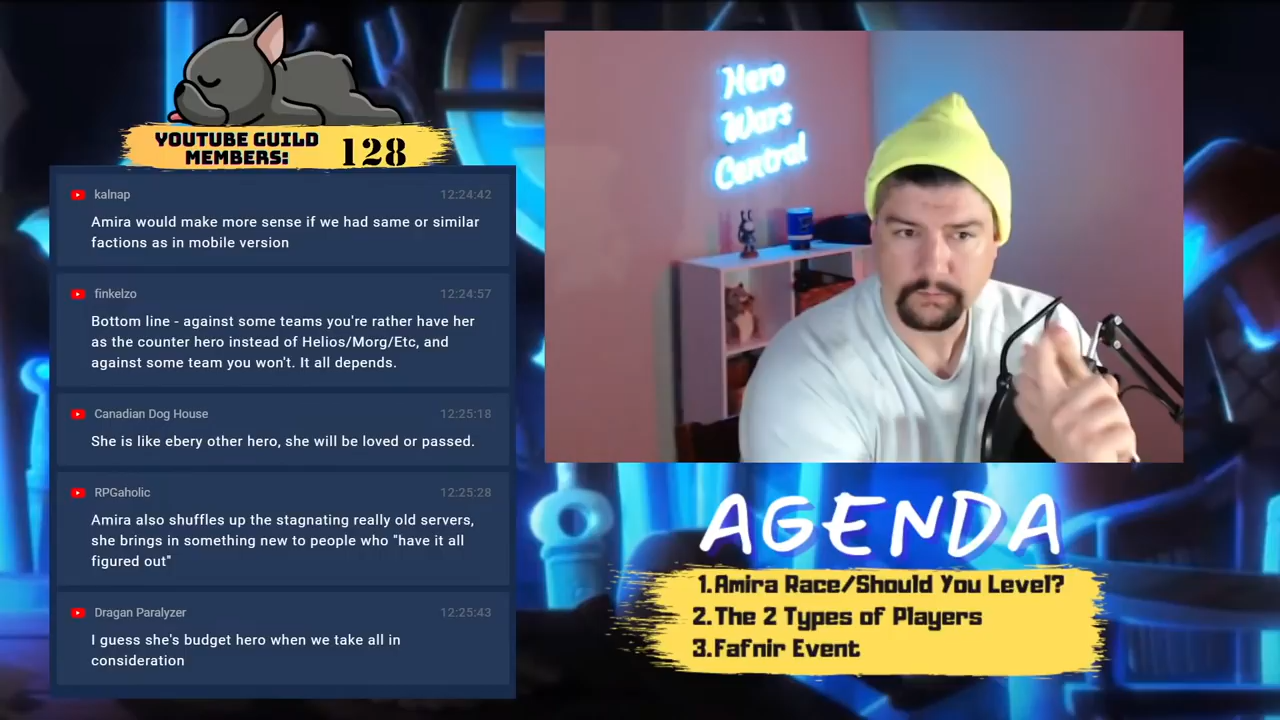 YOUTUBE GUILD
MEMBERS: 128
kalnap 12:24:42
Amira would make more sense if we had same or similar
factions as in mobile version
finkelzo 12:24:57
Bottom line - against some teams you're rather have her
as the counter hero instead of Helios/Morg/Etc, and
against some team you won't. It all depends.
Canadian Dog House 12:25:18
She is like ebery other hero, she will be loved or passed.
RPGaholic 12:25:28
Amira also shuffles up the stagnating really old servers,
she brings in something new to people who "have it all
figured out"
Dragan Paralyzer 12:25:43
I guess she's budget hero when we take all in
consideration
Hero
Wars
Central
AGENDA
1.Amira Race/Should You Level?
2.The 2 Types of Players
3.Fafnir Event